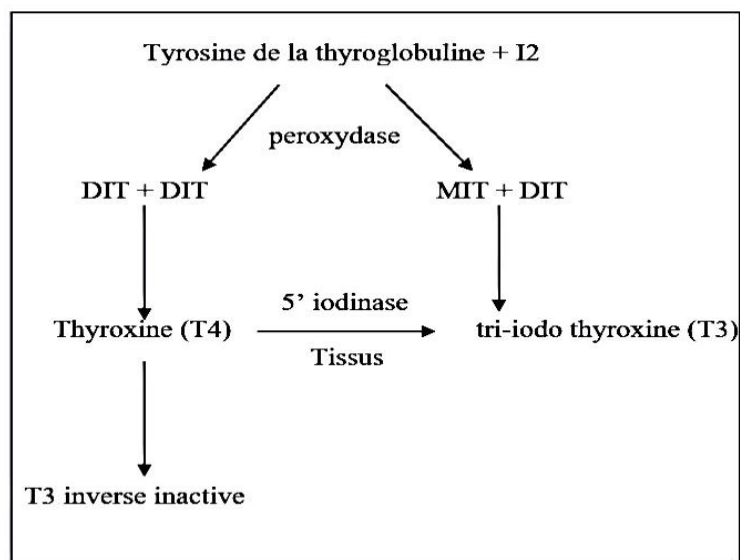 Tyrosine de la thyroglobuline + I2
peroxydase
DIT + DIT
MIT + DIT
5’ iodinase
Thyroxine (T4)
tri-iodo thyroxine (T3)
Tissus
T3 inverse inactive